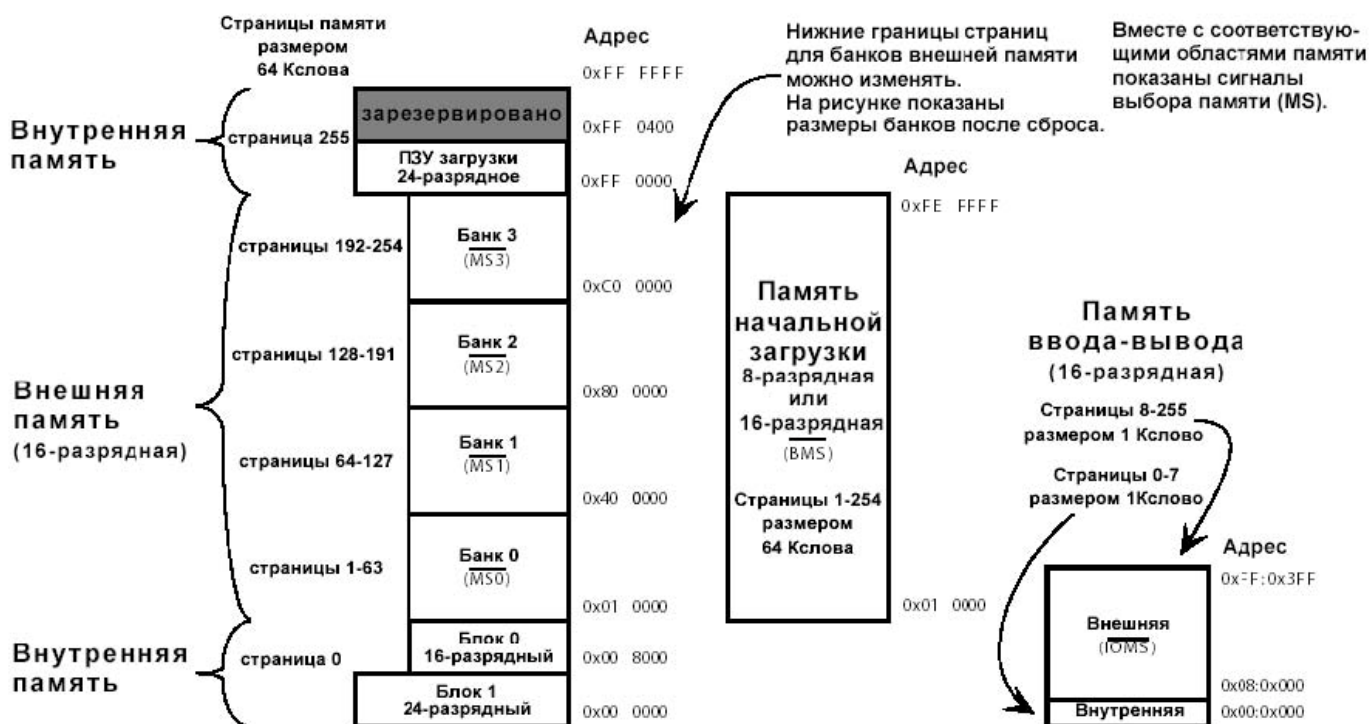 Страницы памяти
размером
64 Кслова
Адрес
0xFF FFFF
Внутренняя
память
страница 255
зарезервировано
0xFF 0400
ПЗУ загрузки
24-разрядное
0xFF 0000
Внешняя
память
(16-разрядная)
страницы 192-254
Банк 3
(MS3)
0xC0 0000
страницы 128-191
Банк 2
(MS2)
0x80 0000
страницы 64-127
Банк 1
(MS1)
0x40 0000
страницы 1-63
Банк 0
(MS0)
0x01 0000
Внутренняя
память
страница 0
Блок 0
16-разрядный
0x00 8000
Блок 1
24-разрядный
0x00 0000
Нижние границы страниц
для банков внешней памяти
можно изменять.
На рисунке показаны
размеры банков после сброса.
Вместе с соответствую-
щими областями памяти
показаны сигналы
выбора памяти (MS).
Адрес
0xFE FFFF
Память
начальной
загрузки
8-разрядная
или
16-разрядная
(BMS)
Страницы 1-254
размером
64 Кслова
0x01 0000
Память
ввода-вывода
(16-разрядная)
Страницы 8-255
размером 1 Кслово
Страницы 0-7
размером 1Кслово
Адрес
0xFF:0x3FF
Внешняя
(IOMS)
0x08:0x000
Внутренняя
0x00:0x000